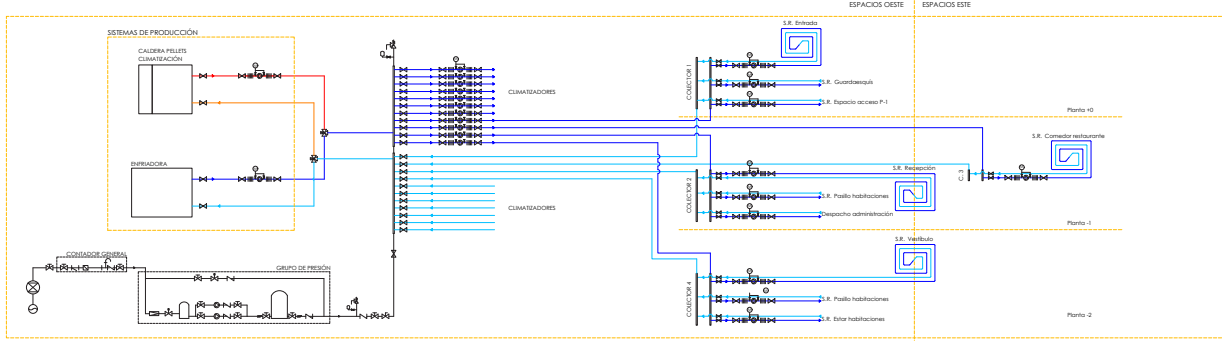 ESPACIOS OESTE
ESPACIOS ESTE
SISTEMAS DE PRODUCCIÓN
CALDERA PELLETS
CLIMATIZACIÓN
ENFRIADORA
CONTADOR GENERAL
GRUPO DE PRESIÓN
CLIMATIZADORES
CLIMATIZADORES
COLECTOR 1
S.R. Entrada
S.R. Guardaesquís
S.R. Espacio acceso P-1
Planta +0
COLECTOR 2
S.R. Recepción
S.R. Pasillo habitaciones
Despacho administración
C. 3
S.R. Comedor restaurante
Planta -1
COLECTOR 4
S.R. Vestíbulo
S.R. Pasillo habitaciones
S.R. Estar habitaciones
Planta -2